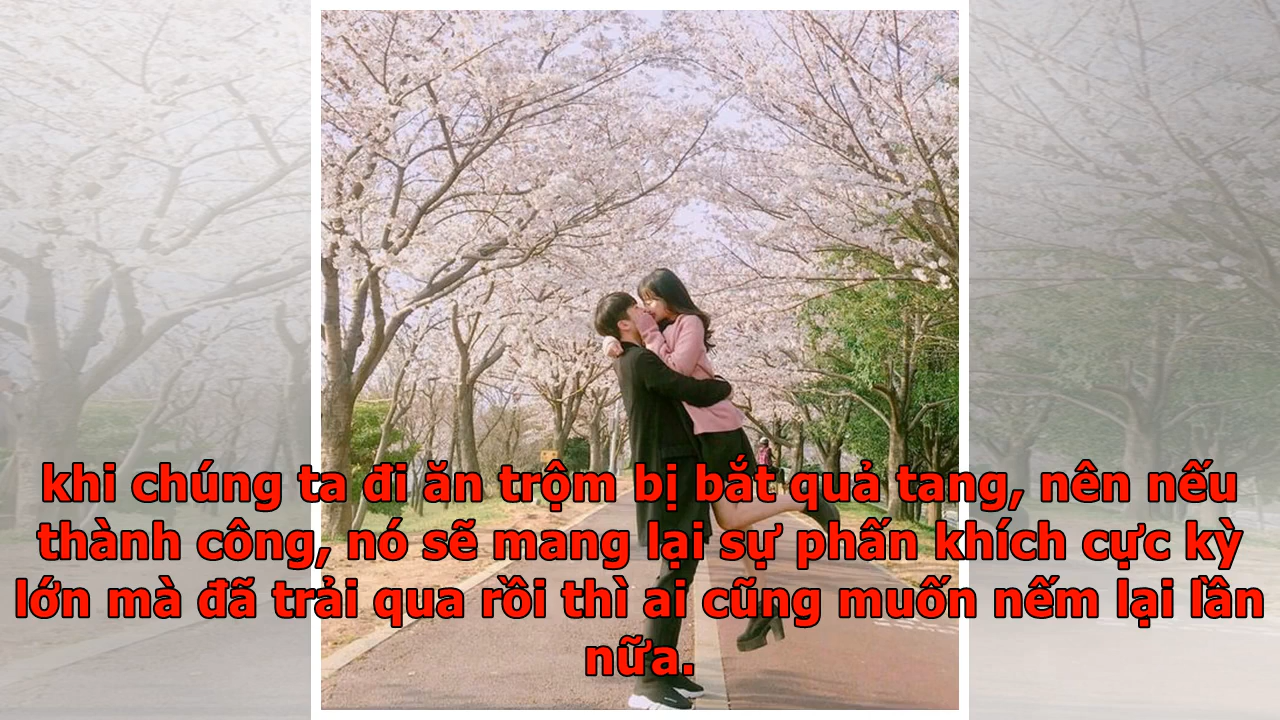 khi chúng ta đi ăn trộm bị bắt quả tang, nên nếu
thành công, nó sẽ mang lại sự phấn khích cực kỳ
lớn mà đã trải qua rồi thì ai cũng muốn nếm lại lần
nữa.